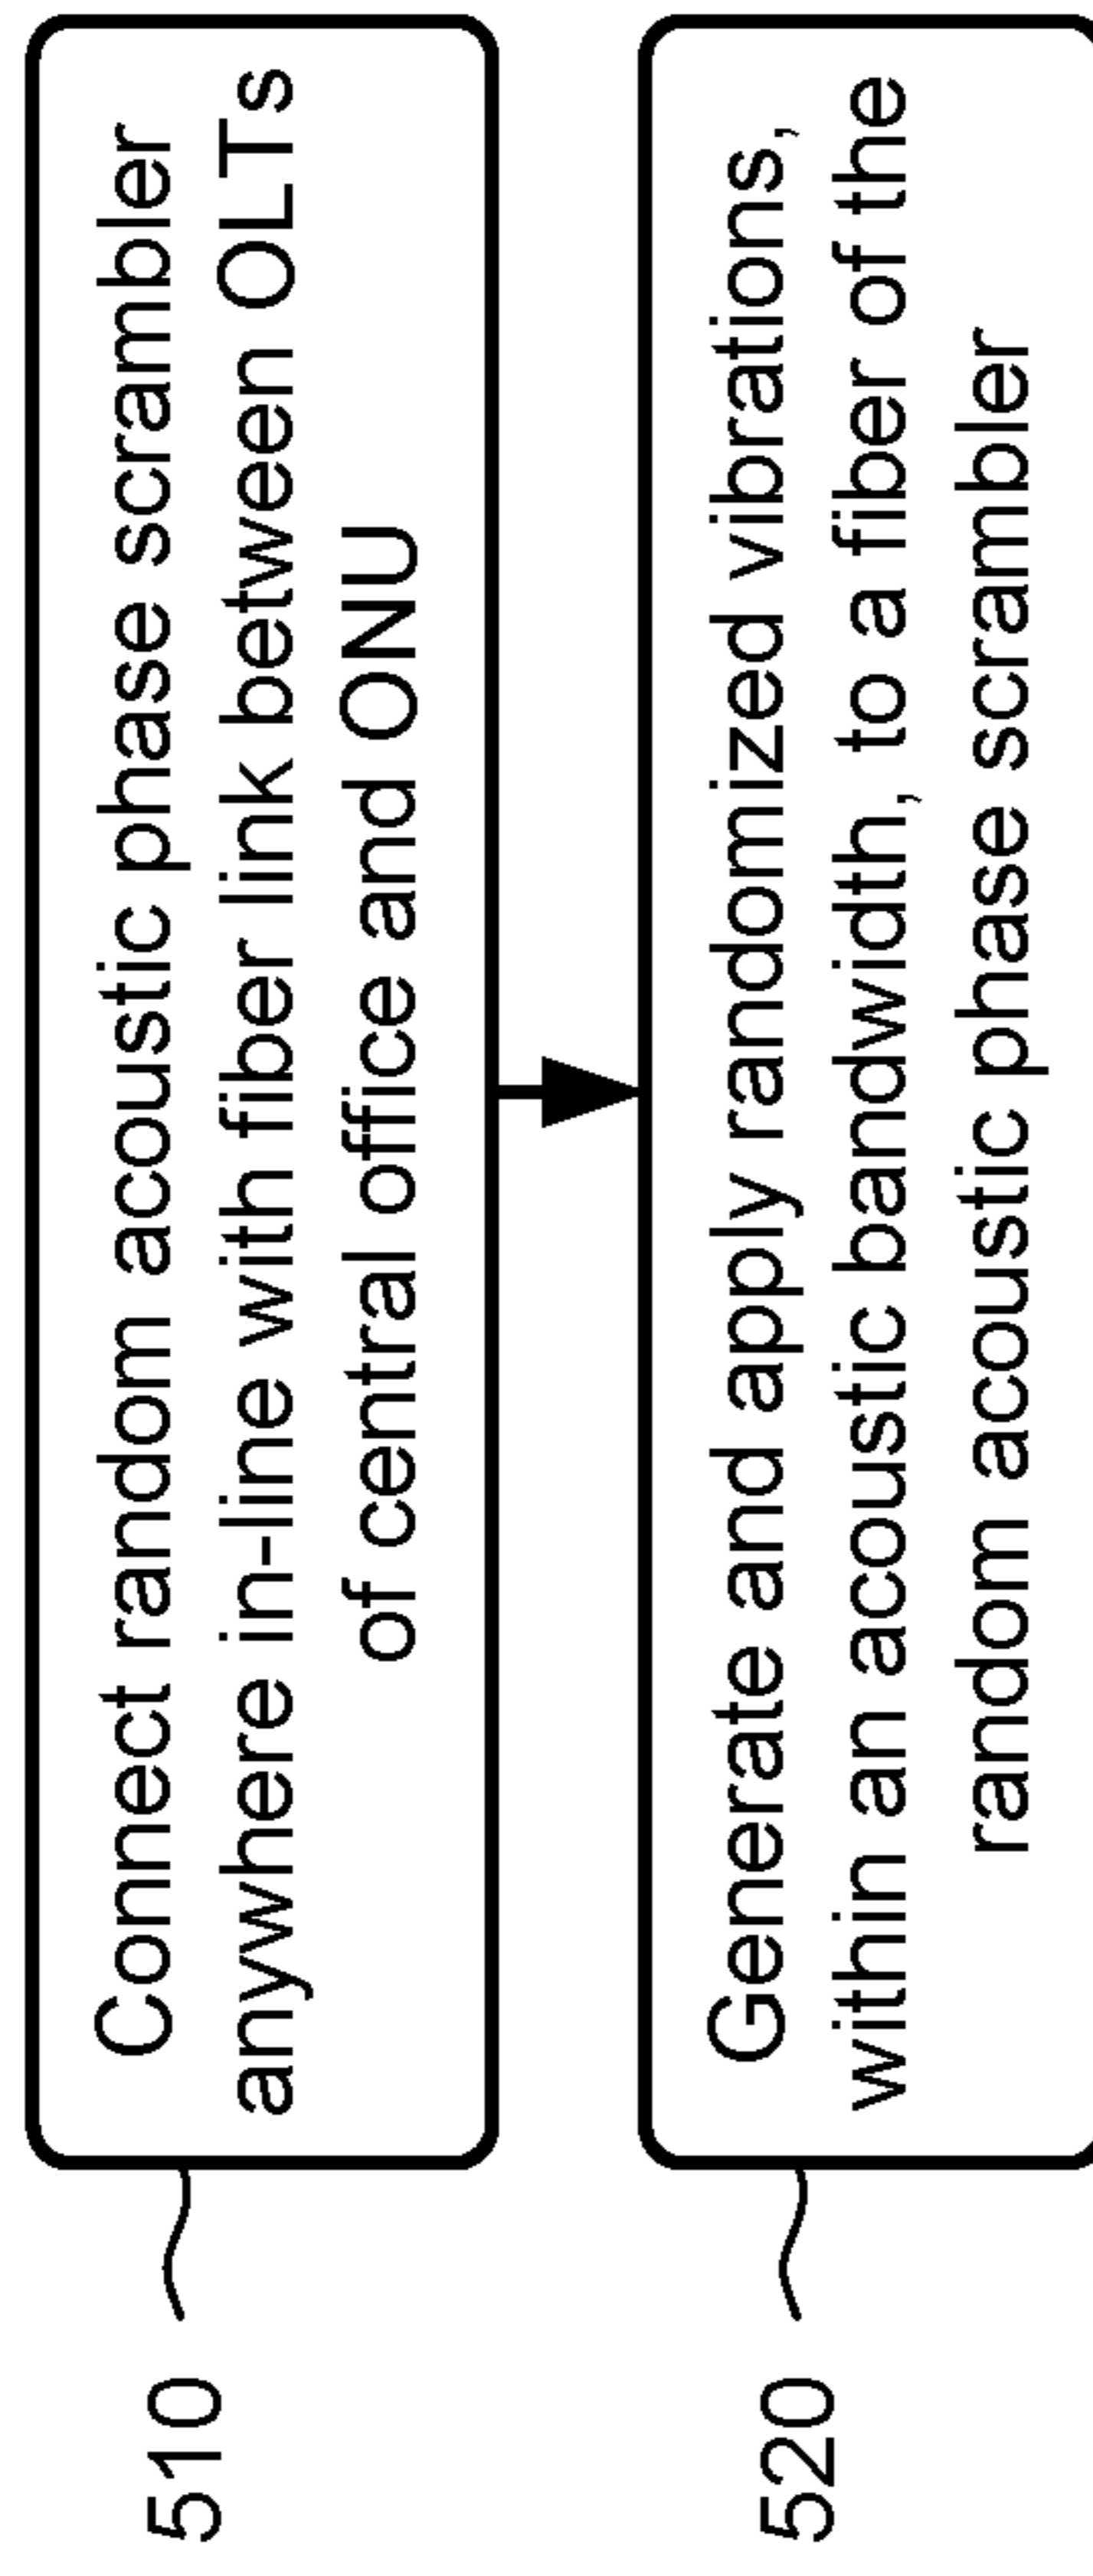 510
Connect random acoustic phase scrambler
anywhere in-line with fiber link between OLTs
of central office and ONU
520
Generate and apply randomized vibrations,
within an acoustic bandwidth, to a fiber of the
random acoustic phase scrambler